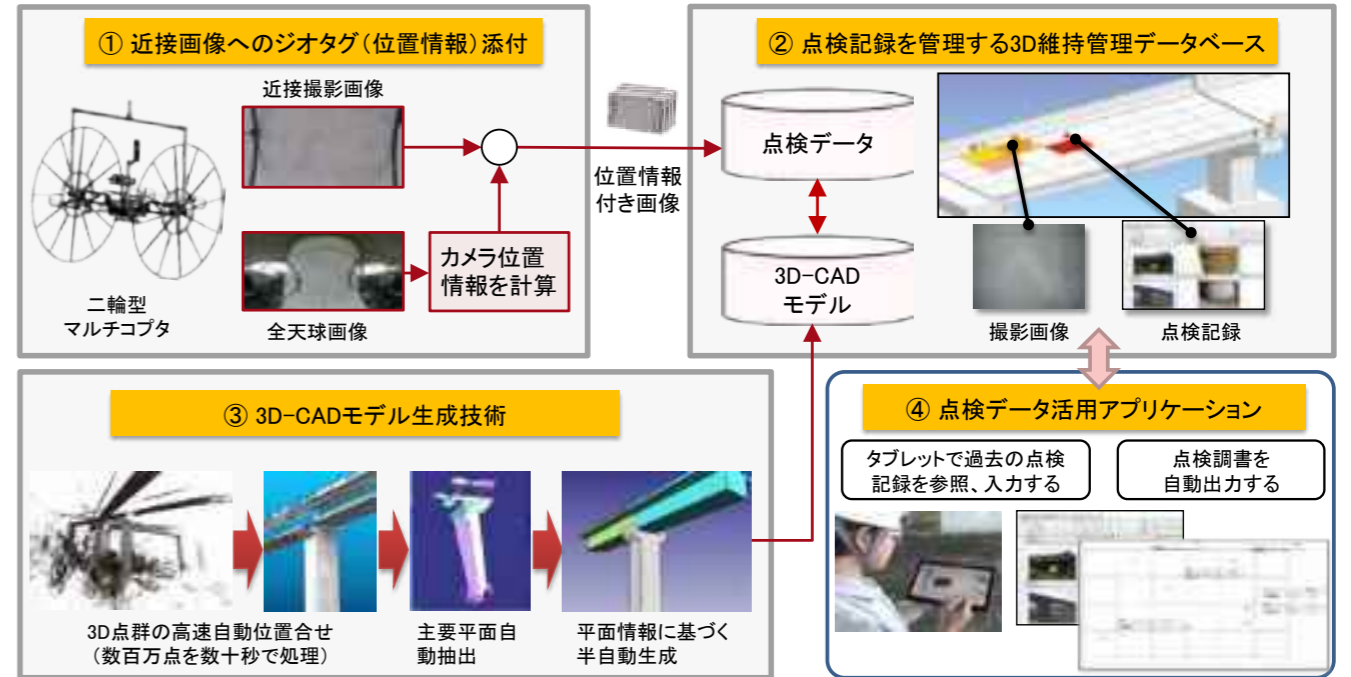 ① 近接画像へのジオタグ（位置情報）添付
近接撮影画像
二輪型
マルチコプタ
全天球画像
カメラ位置
情報を計算
位置情報
付き画像
② 点検記録を管理する3D維持管理データベース
点検データ
3D-CAD
モデル
撮影画像
点検記録
③ 3D-CADモデル生成技術
3D点群の高速自動位置合せ
（数百万点を数十秒で処理）
主要平面自
動抽出
平面情報に基づく
半自動生成
④ 点検データ活用アプリケーション
タブレットで過去の点検
記録を参照、入力する
点検調書を
自動出力する